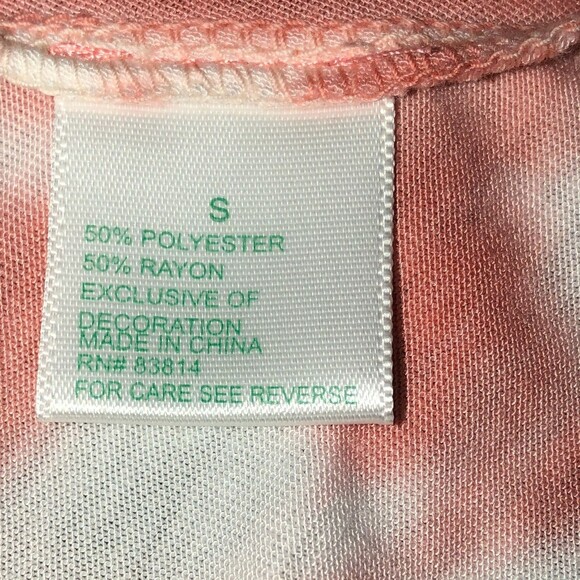 S
50% POLYESTER
50% RAYON
EXCLUSIVE OF
DECORATION
MADE IN CHINA
RN# 83814
FOR CARE SEE REVERSE